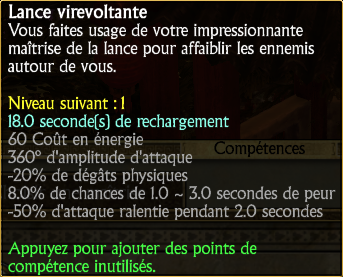 Lance virevoltante
Vous faites usage de votre impressionnante
maîtrise de la lance pour affaiblir les ennemis
autour de vous.
Niveau suivant : 1
18.0 seconde(s) de rechargement
60 Coût en énergie
360° d'amplitude d'attaque
Compétences
-20% de dégâts physiques
8.0% de chances de 1.0 ~ 3.0 secondes de peur
-50% d'attaque ralentie pendant 2.0 secondes
Appuyez pour ajouter des points de
compétence inutilisés.